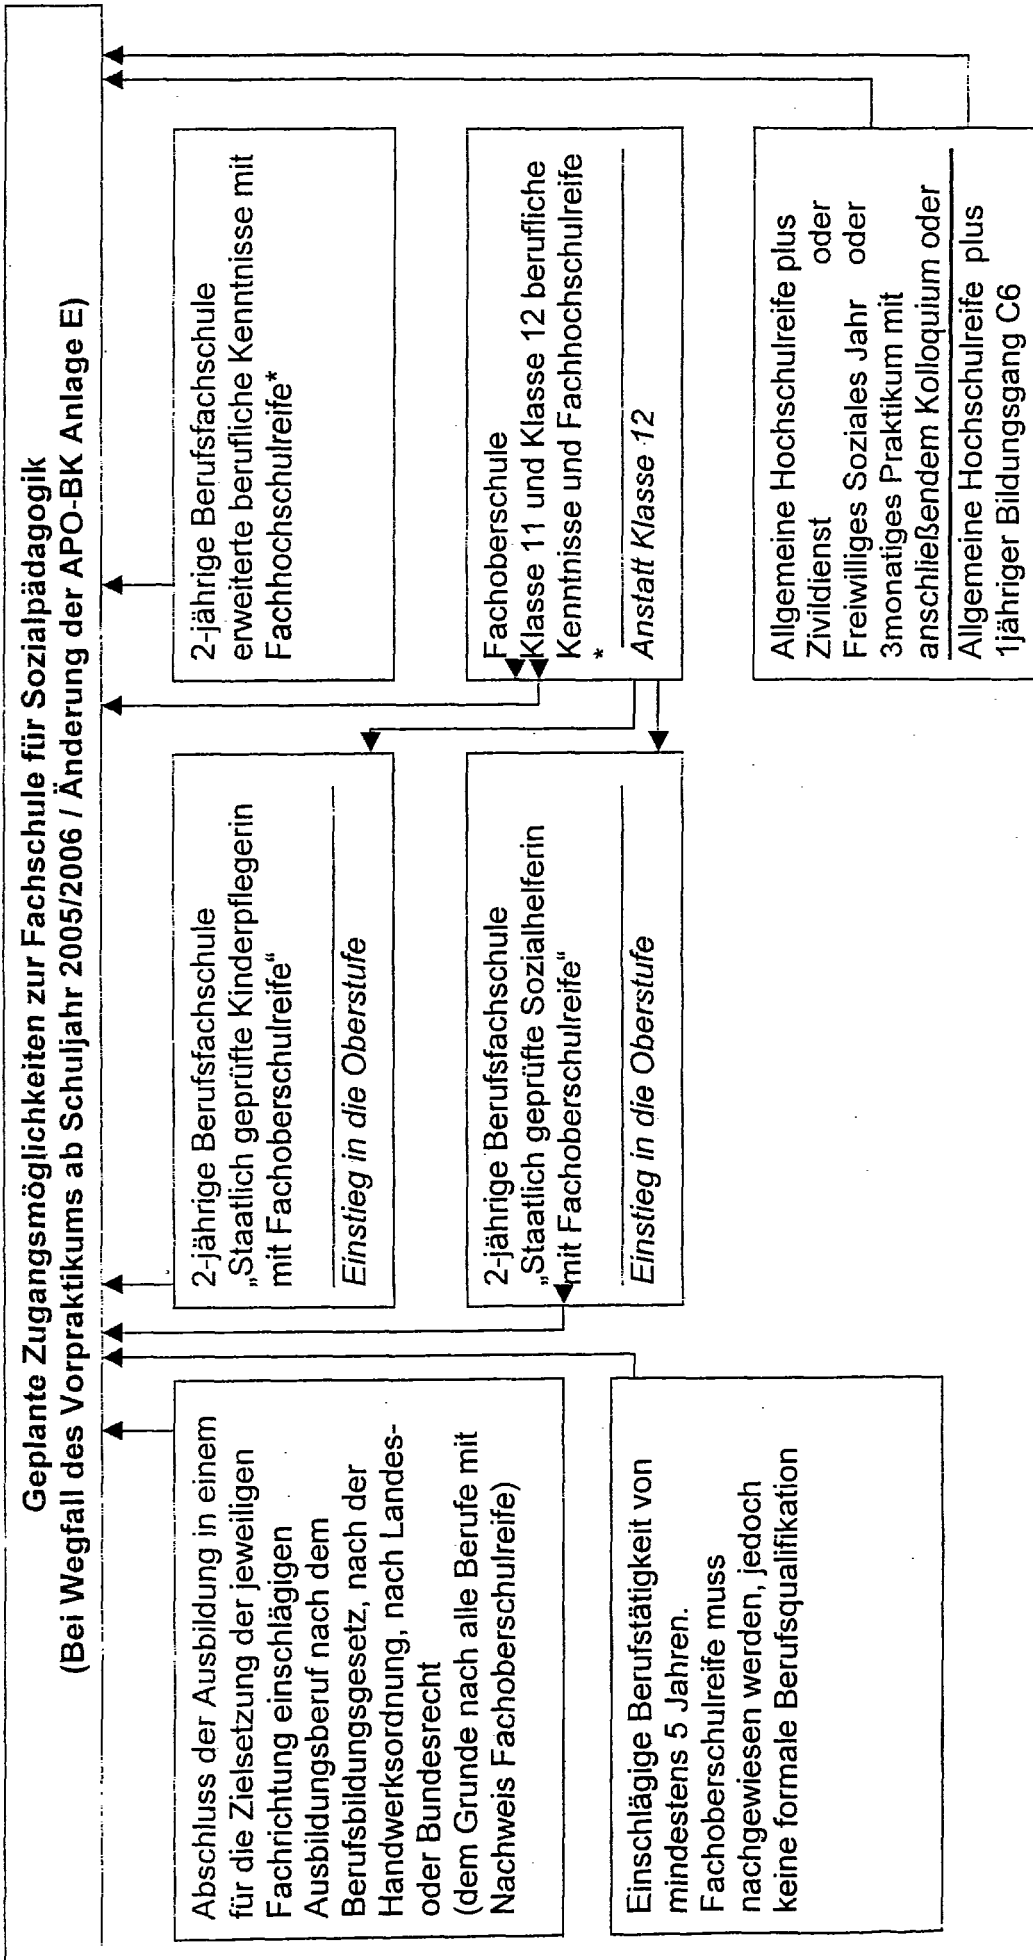 Geplante Zugangsmöglichkeiten zur Fachschule für Sozialpädagogik
(Bei Wegfall des Vorpraktikums ab Schuljahr 2005/2006 / Änderung der APO-BK Anlage E)
Abschluss der Ausbildung in einem
für die Zielsetzung der jeweiligen
Fachrichtung einschlägigen
Ausbildungsberuf nach dem
Berufsbildungsgesetz, nach der
Handwerksordnung, nach Landes-
oder Bundesrecht
(dem Grunde nach alle Berufe mit
Nachweis Fachoberschulreife)
Einschlägige Berufstätigkeit von
mindestens 5 Jahren.
Fachoberschulreife muss
nachgewiesen werden, jedoch
keine formale Berufsqualifikation
2-jährige Berufsfachschule
„Staatlich geprüfte Kinderpflegerin
mit Fachoberschulreife“
Einstieg in die Oberstufe
2-jährige Berufsfachschule
„Staatlich geprüfte Sozialhelferin
mit Fachoberschulreife“
Einstieg in die Oberstufe
2-jährige Berufsfachschule
erweiterte berufliche Kenntnisse mit
Fachhochschulreife*
Fachoberschule
Klasse 11 und Klasse 12 berufliche
Kenntnisse und Fachhochschulreife
*
Anstatt Klasse 12
Allgemeine Hochschulreife plus
Zivildienst oder
Freiwilliges Soziales Jahr oder
3monatiges Praktikum mit
anschließendem Kolloquium oder
Allgemeine Hochschulreife plus
1jähriger Bildungsgang C6